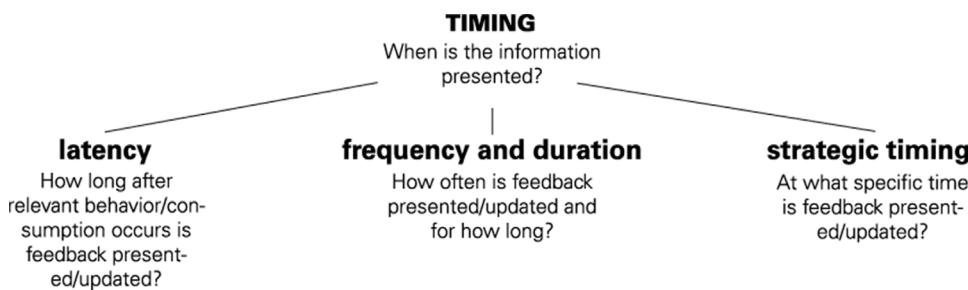 TIMING
When is the information
presented?
latency
How long after
relevant behavior/con-
sumption occurs is
feedback present-
ed/updated?
frequency and duration
How often is feedback
presented/updated and
for how long?
strategic timing
At what specific time
is feedback present-
ed/updated?